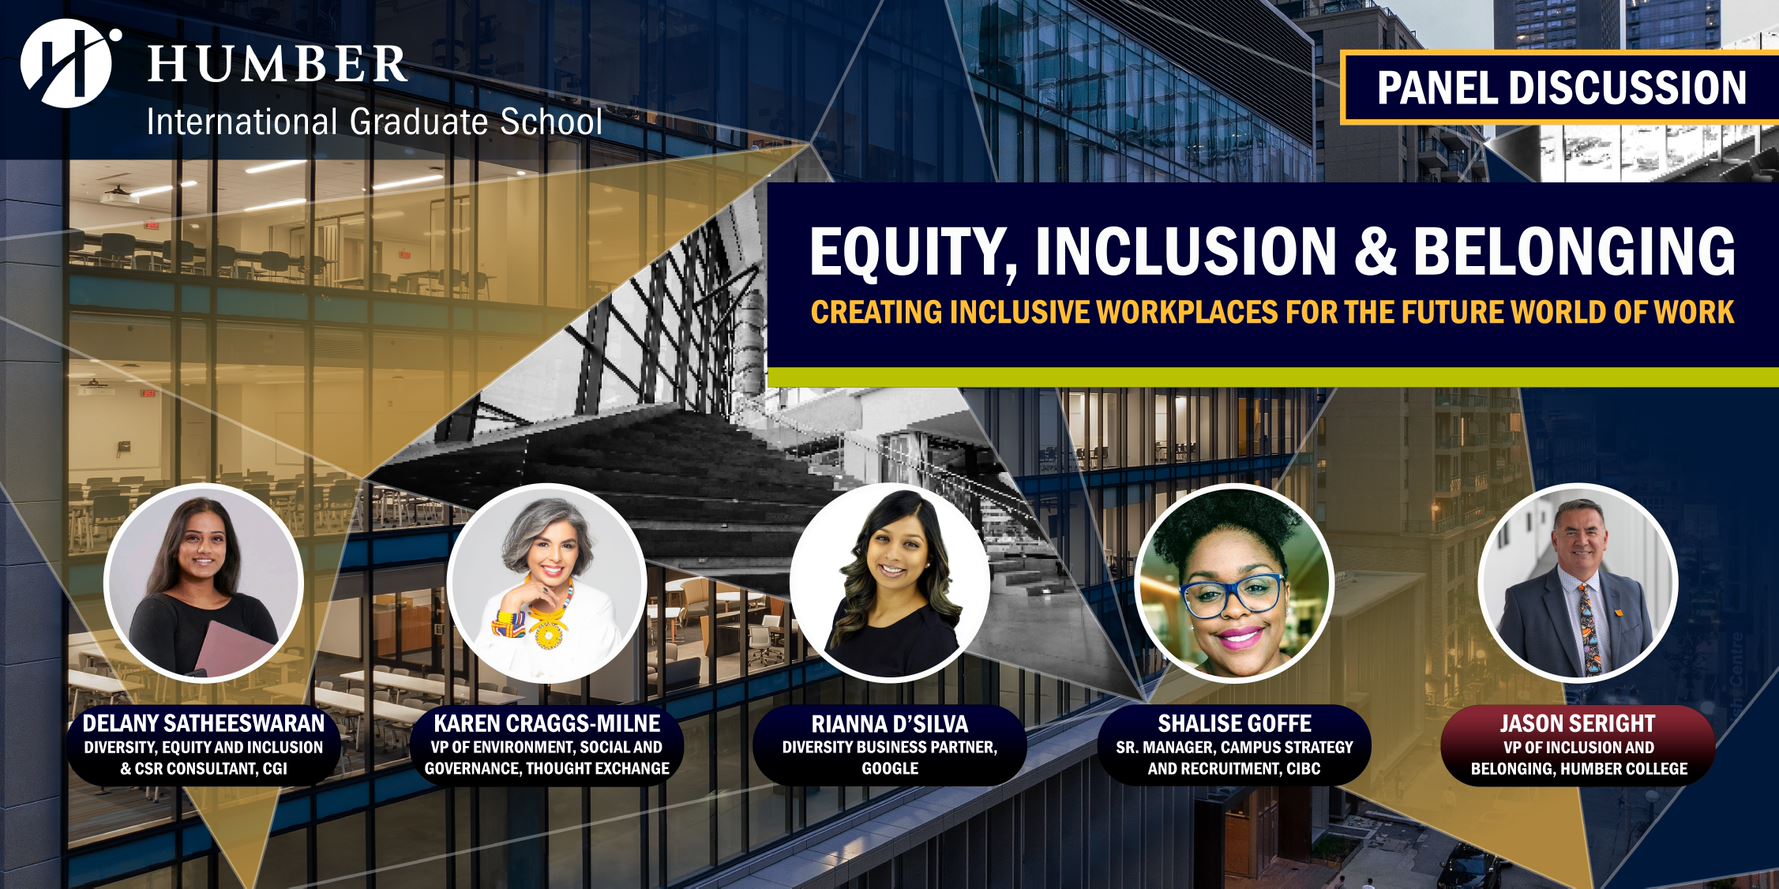 HUMBER
International Graduate School
PANEL DISCUSSION
EQUITY, INCLUSION & BELONGING
CREATING INCLUSIVE WORKPLACES FOR THE FUTURE WORLD OF WORK
DELANY SATHEESWARAN
DIVERSITY, EQUITY AND INCLUSION
& CSR CONSULTANT, CGI
KAREN CRAGGS-MILNE
VP OF ENVIRONMENT, SOCIAL AND
GOVERNANCE, THOUGHT EXCHANGE
RIANNA D’SILVA
DIVERSITY BUSINESS PARTNER,
GOOGLE
SHALISE GOFFE
SR. MANAGER, CAMPUS STRATEGY
AND RECRUITMENT, CIBC
JASON SERIGHT
VP OF INCLUSION AND
BELONGING, HUMBER COLLEGE
Centre